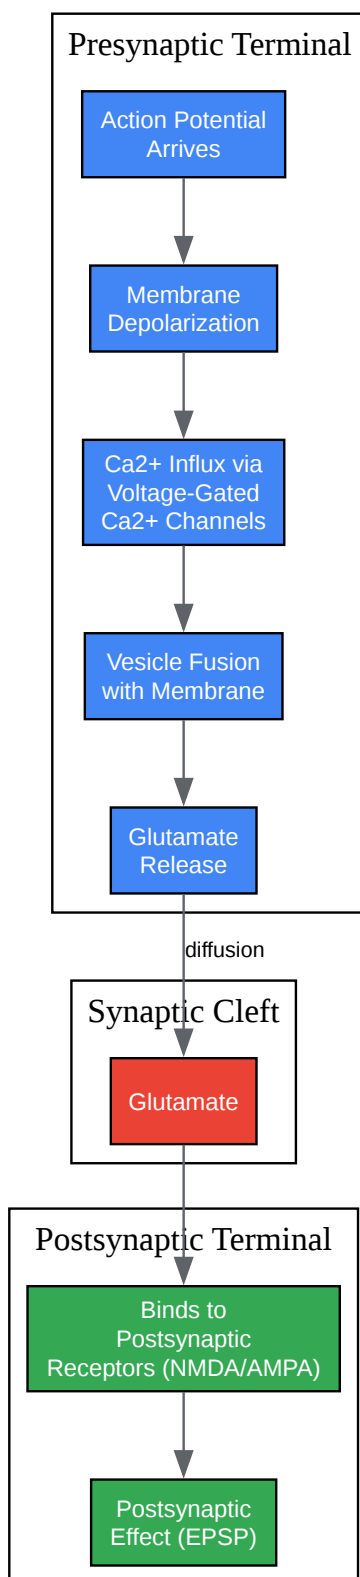 Presynaptic Terminal
Action Potential
Arrives
Membrane
Depolarization
Ca2+ Influx via
Voltage-Gated
Ca2+ Channels
Vesicle Fusion
with Membrane
Glutamate
Release
diffusion
Synaptic Cleft
Glutamate
Postsynaptic Terminal
Binds to
Postsynaptic
Receptors (NMDA/AMPA)
Postsynaptic
Effect (EPSP)